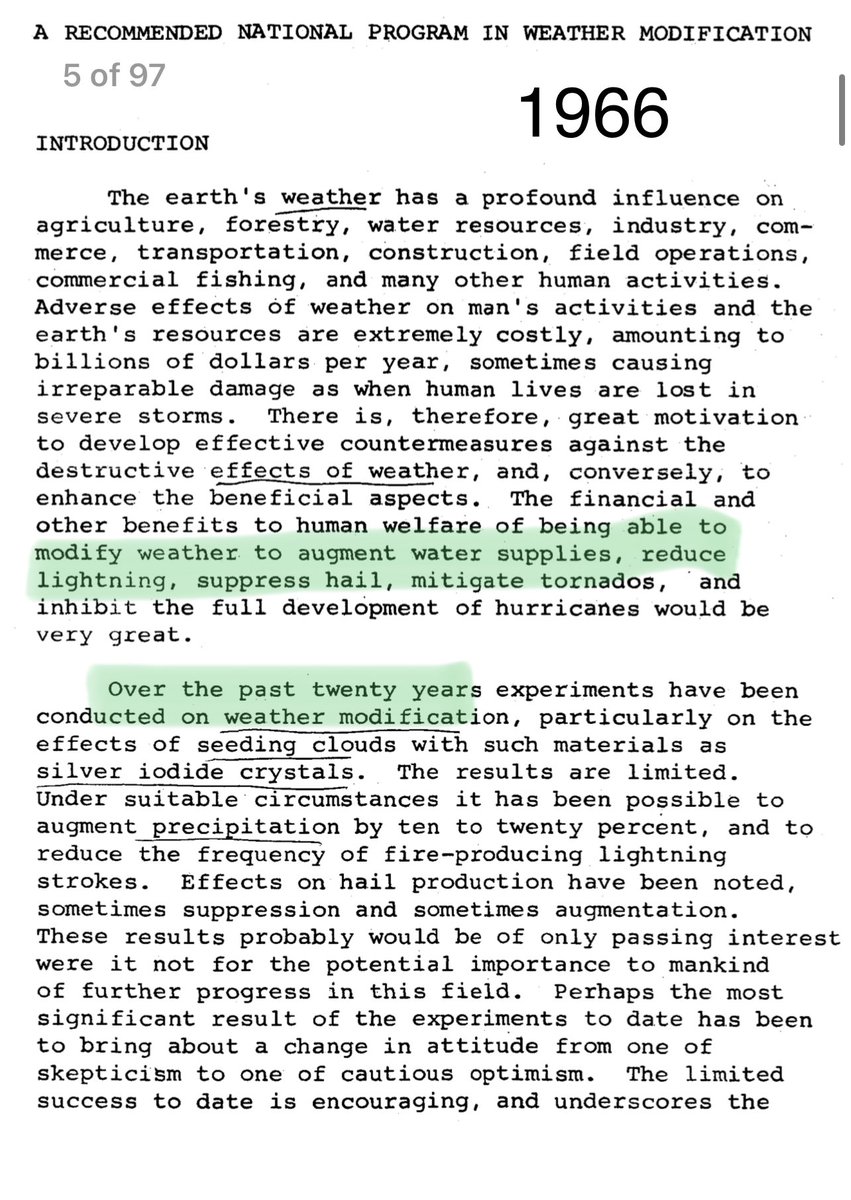 A RECOMMENDED NATIONAL PROGRAM IN WEATHER MODIFICATION
5 of 97
1966
INTRODUCTION
The earth's weather has a profound influence on
agriculture, forestry, water resources, industry, com-
merce, transportation, construction, field operations,
commercial fishing, and many other human activities.
Adverse effects of weather on man's activities and the
earth's resources are extremely costly, amounting to
billions of dollars per year, sometimes causing
irreparable damage as when human lives are lost in
severe storms. There is, therefore, great motivation
to develop effective countermeasures against the
destructive effects of weather, and, conversely, to
enhance the beneficial aspects. The financial and
other benefits to human welfare of being able to
modify weather to augment water supplies, reduce
lightning, suppress hail, mitigate tornados, and
inhibit the full development of hurricanes would be
very great.
Over the past twenty years experiments have been
conducted on weather modification, particularly on the
effects of seeding clouds with such materials as
silver iodide crystals. The results are limited.
Under suitable circumstances it has been possible to
augment precipitation by ten to twenty percent, and to
reduce the frequency of fire-producing lightning
strokes. Effects on hail production have been noted,
sometimes suppression and sometimes augmentation.
These results probably would be of only passing interest
were it not for the potential importance to mankind
of further progress in this field. Perhaps the most
significant result of the experiments to date has been
to bring about a change in attitude from one of
skepticism to one of cautious optimism. The limited
success to date is encouraging, and underscores the